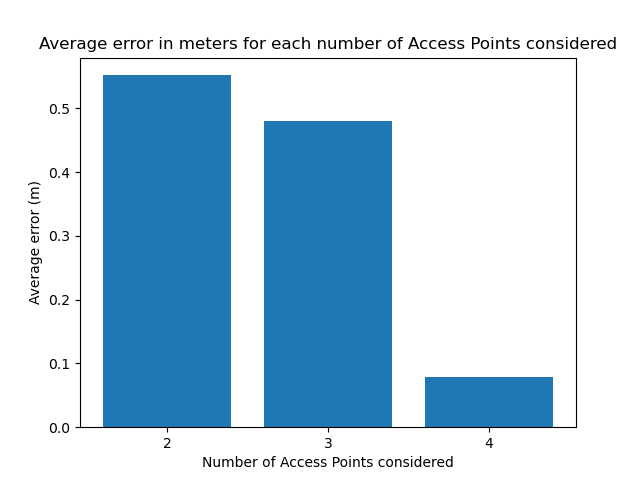 Average error in meters for each number of Access Points considered
Average error (m)
0.5
0.4
0.3
0.2
0.1
0.0
2 3 4
Number of Access Points considered